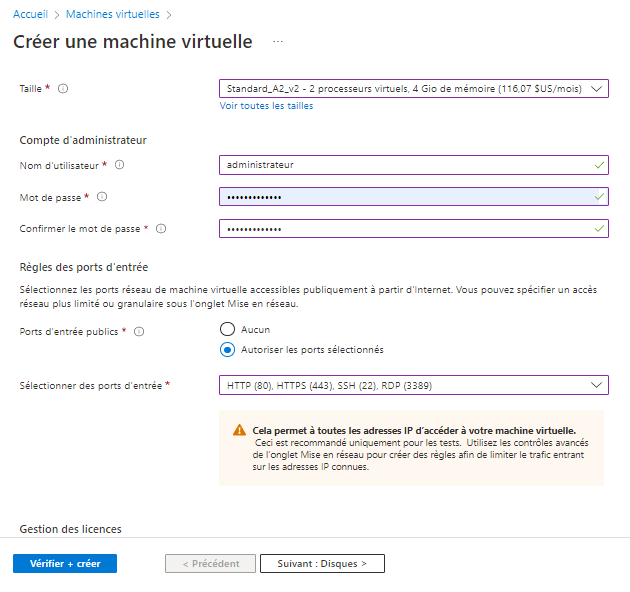 Accueil > Machines virtuelles >
Créer une machine virtuelle ...
Taille *
Standard_A2_v2 - 2 processeurs virtuels, 4 Gio de mémoire (116,07 $US/mois)
Voir toutes les tailles
Compte d'administrateur
Nom d'utilisateur *
administrateur
Mot de passe *
•••••••••••••
Confirmer le mot de passe *
•••••••••••••
Règles des ports d'entrée
Sélectionnez les ports réseau de machine virtuelle accessibles publiquement à partir d'Internet. Vous pouvez spécifier un accès
réseau plus limité ou granulaire sous l'onglet Mise en réseau.
Ports d'entrée publics *
Aucun
Autoriser les ports sélectionnés
Sélectionner des ports d'entrée *
HTTP (80), HTTPS (443), SSH (22), RDP (3389)
Cela permet à toutes les adresses IP d'accéder à votre machine virtuelle.
Ceci est recommandé uniquement pour les tests. Utilisez les contrôles avancés
de l'onglet Mise en réseau pour créer des règles afin de limiter le trafic entrant
sur les adresses IP connues.
Gestion des licences
Vérifier + créer
< Précédent
Suivant : Disques >